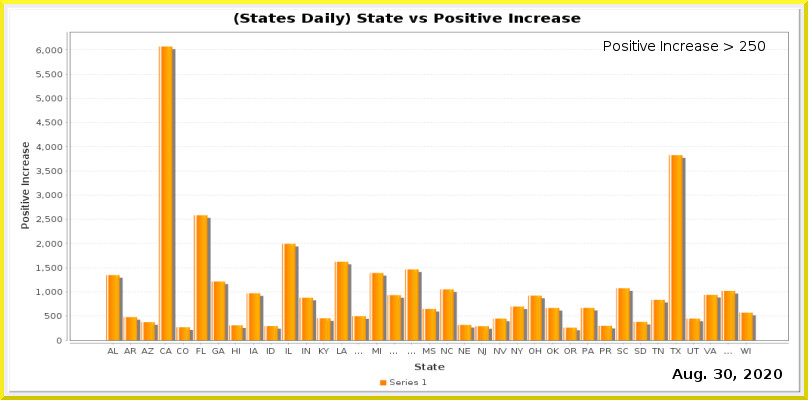 (States Daily) State vs Positive Increase
Positive Increase > 250
6,000
5,500
5,000
4,500
4,000
3,500
3,000
2,500
2,000
1,500
1,000
500
0
Positive Increase
AL AR AZ CA CO FL GA HI IA ID IL IN KY LA ... MI ... ... MS NC NE NJ NV NY OH OK OR PA PR SC SD TN TX UT VA ... WI
State
Aug. 30, 2020
Series 1